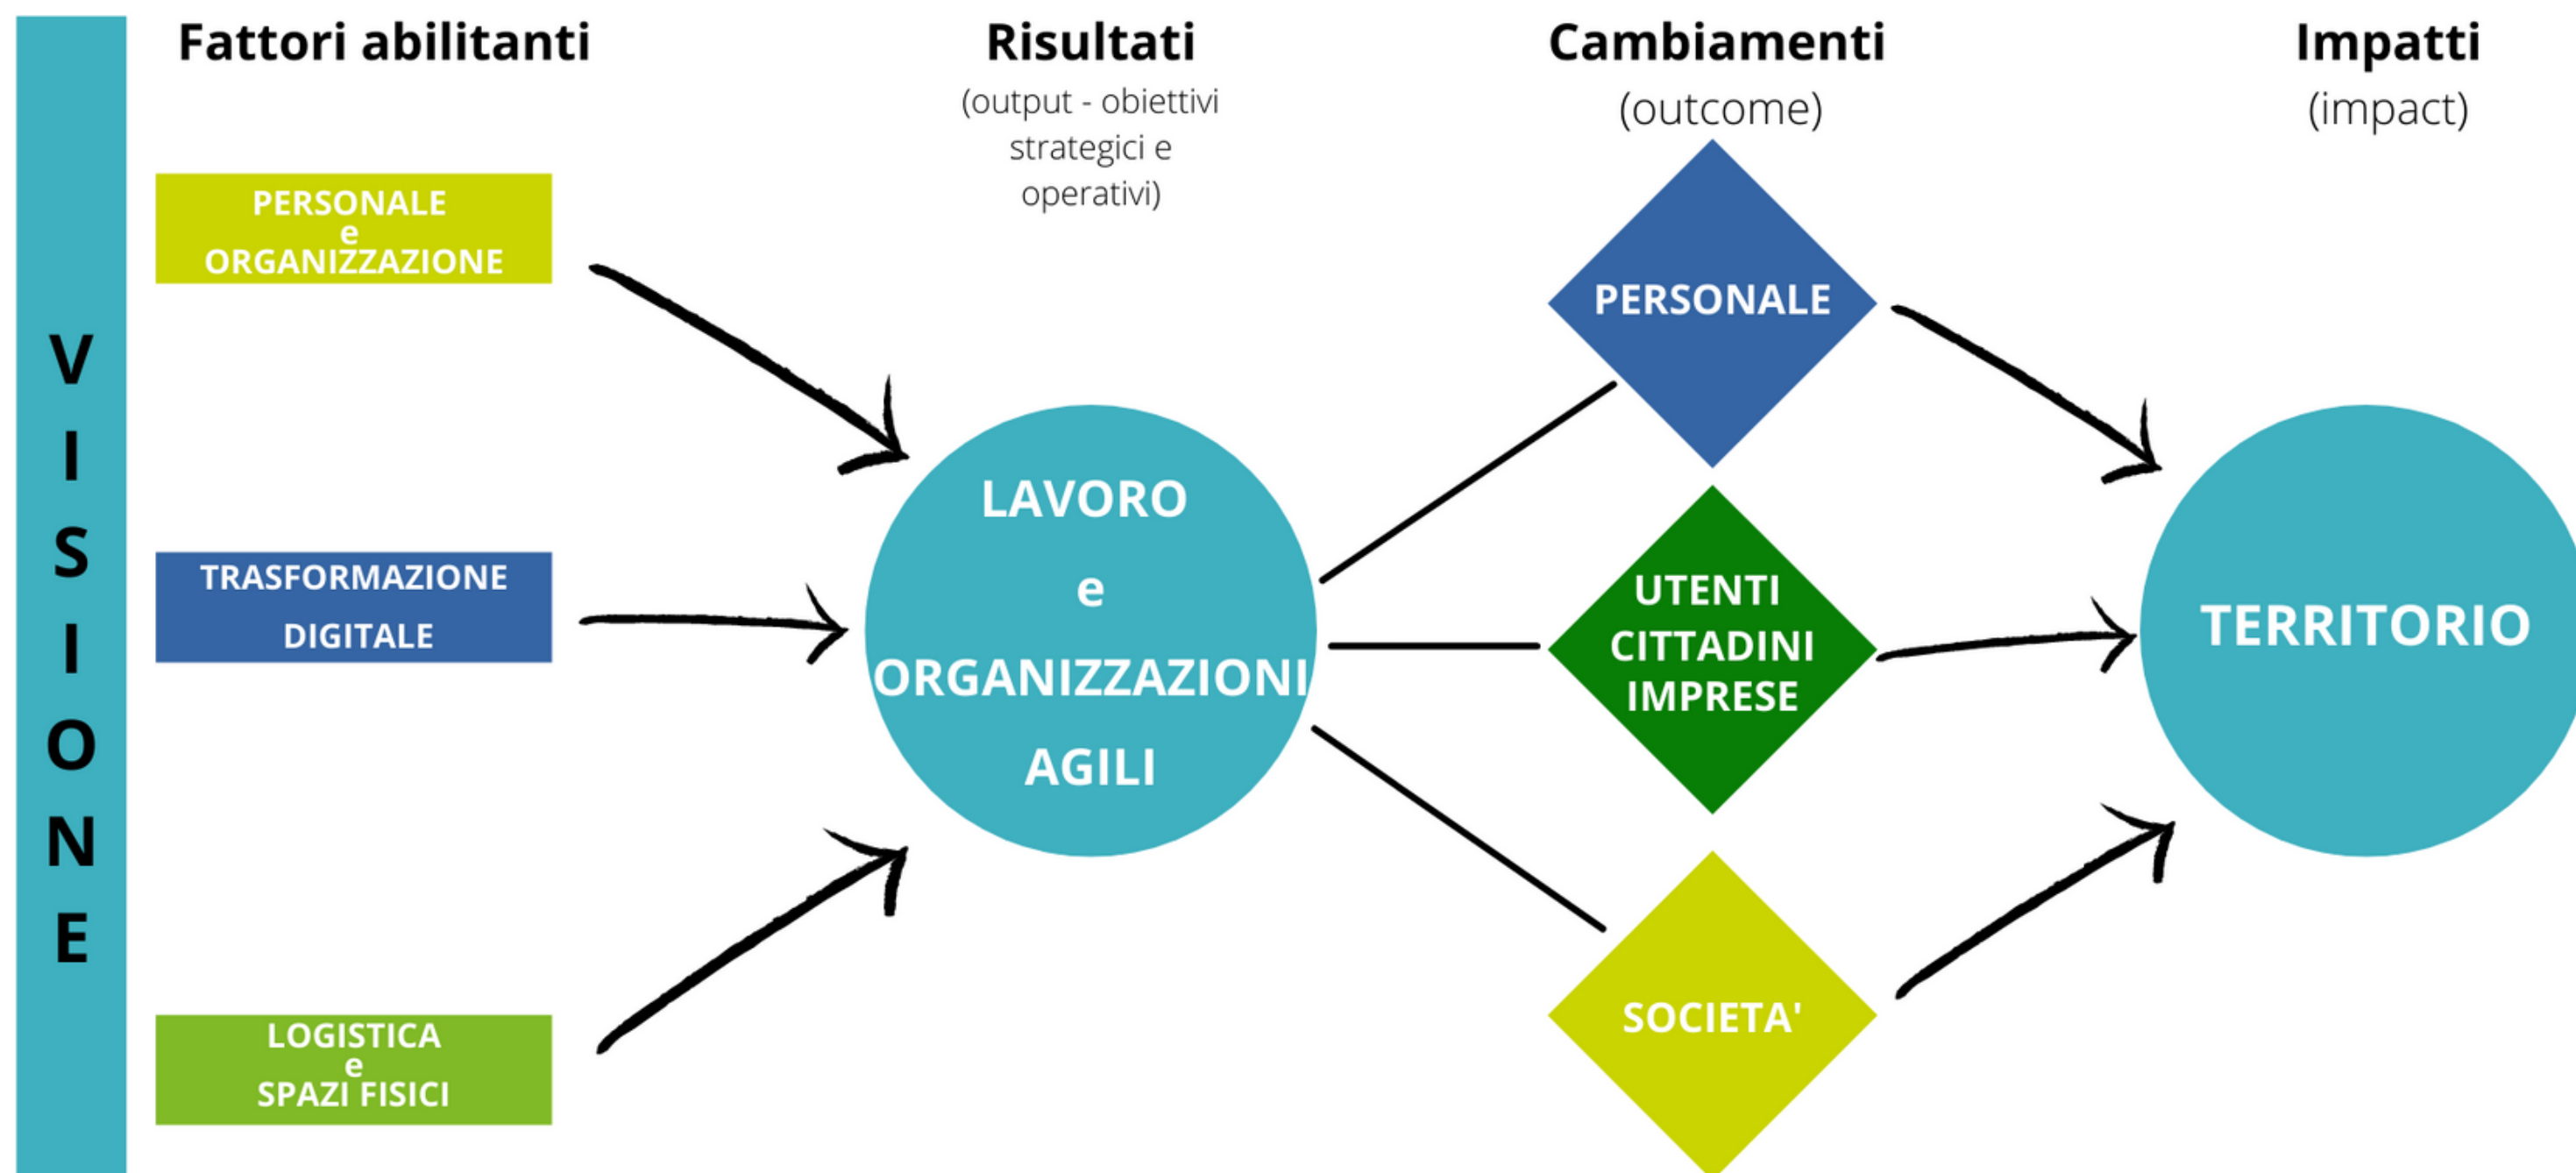 VISIONE
Fattori abilitanti
PERSONALE
e
ORGANIZZAZIONE
TRASFORMAZIONE
DIGITALE
LOGISTICA
e
SPAZI FISICI
Risultati
(output - obiettivi
strategici e
operativi)
LAVORO
e
ORGANIZZAZIONI
AGILI
Cambiamenti
(outcome)
PERSONALE
UTENTI
CITTADINI
IMPRESE
SOCIETA'
Impatti
(impact)
TERRITORIO